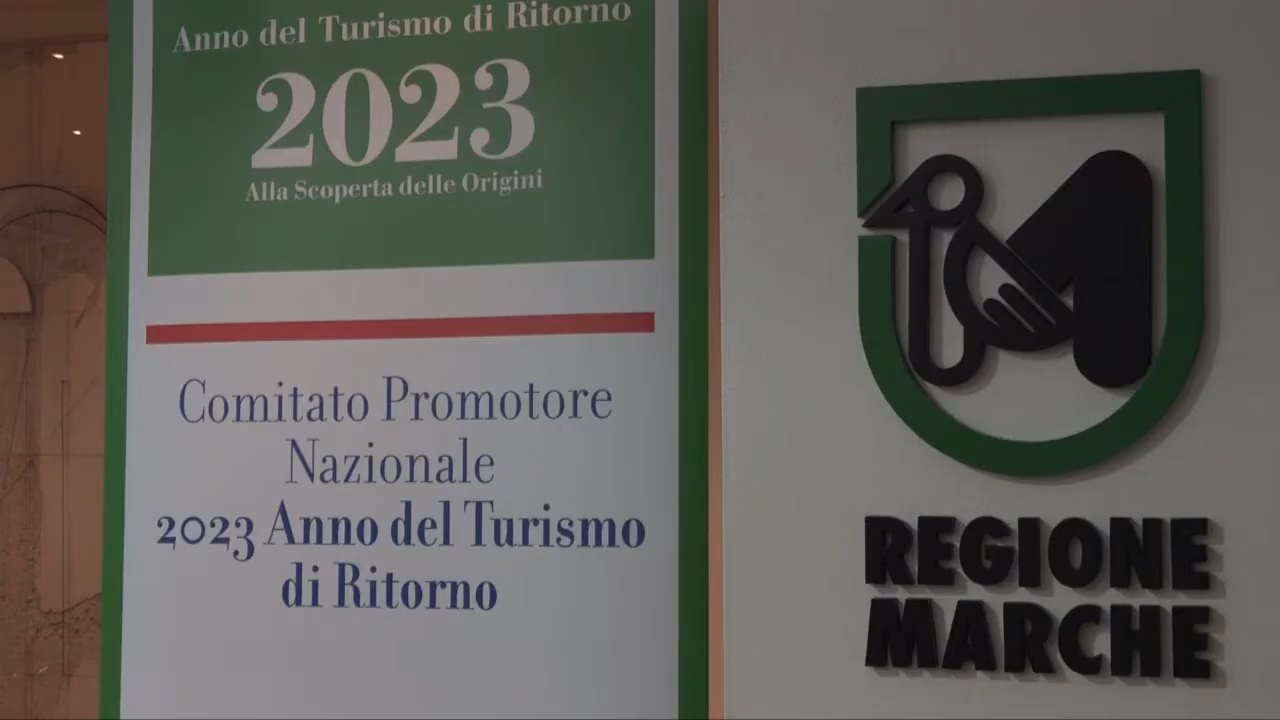 Anno del Turismo di Ritorno
2023
Alla Scoperta delle Origini
Comitato Promotore
Nazionale
2023 Anno del Turismo
di Ritorno
REGIONE
MARCHE